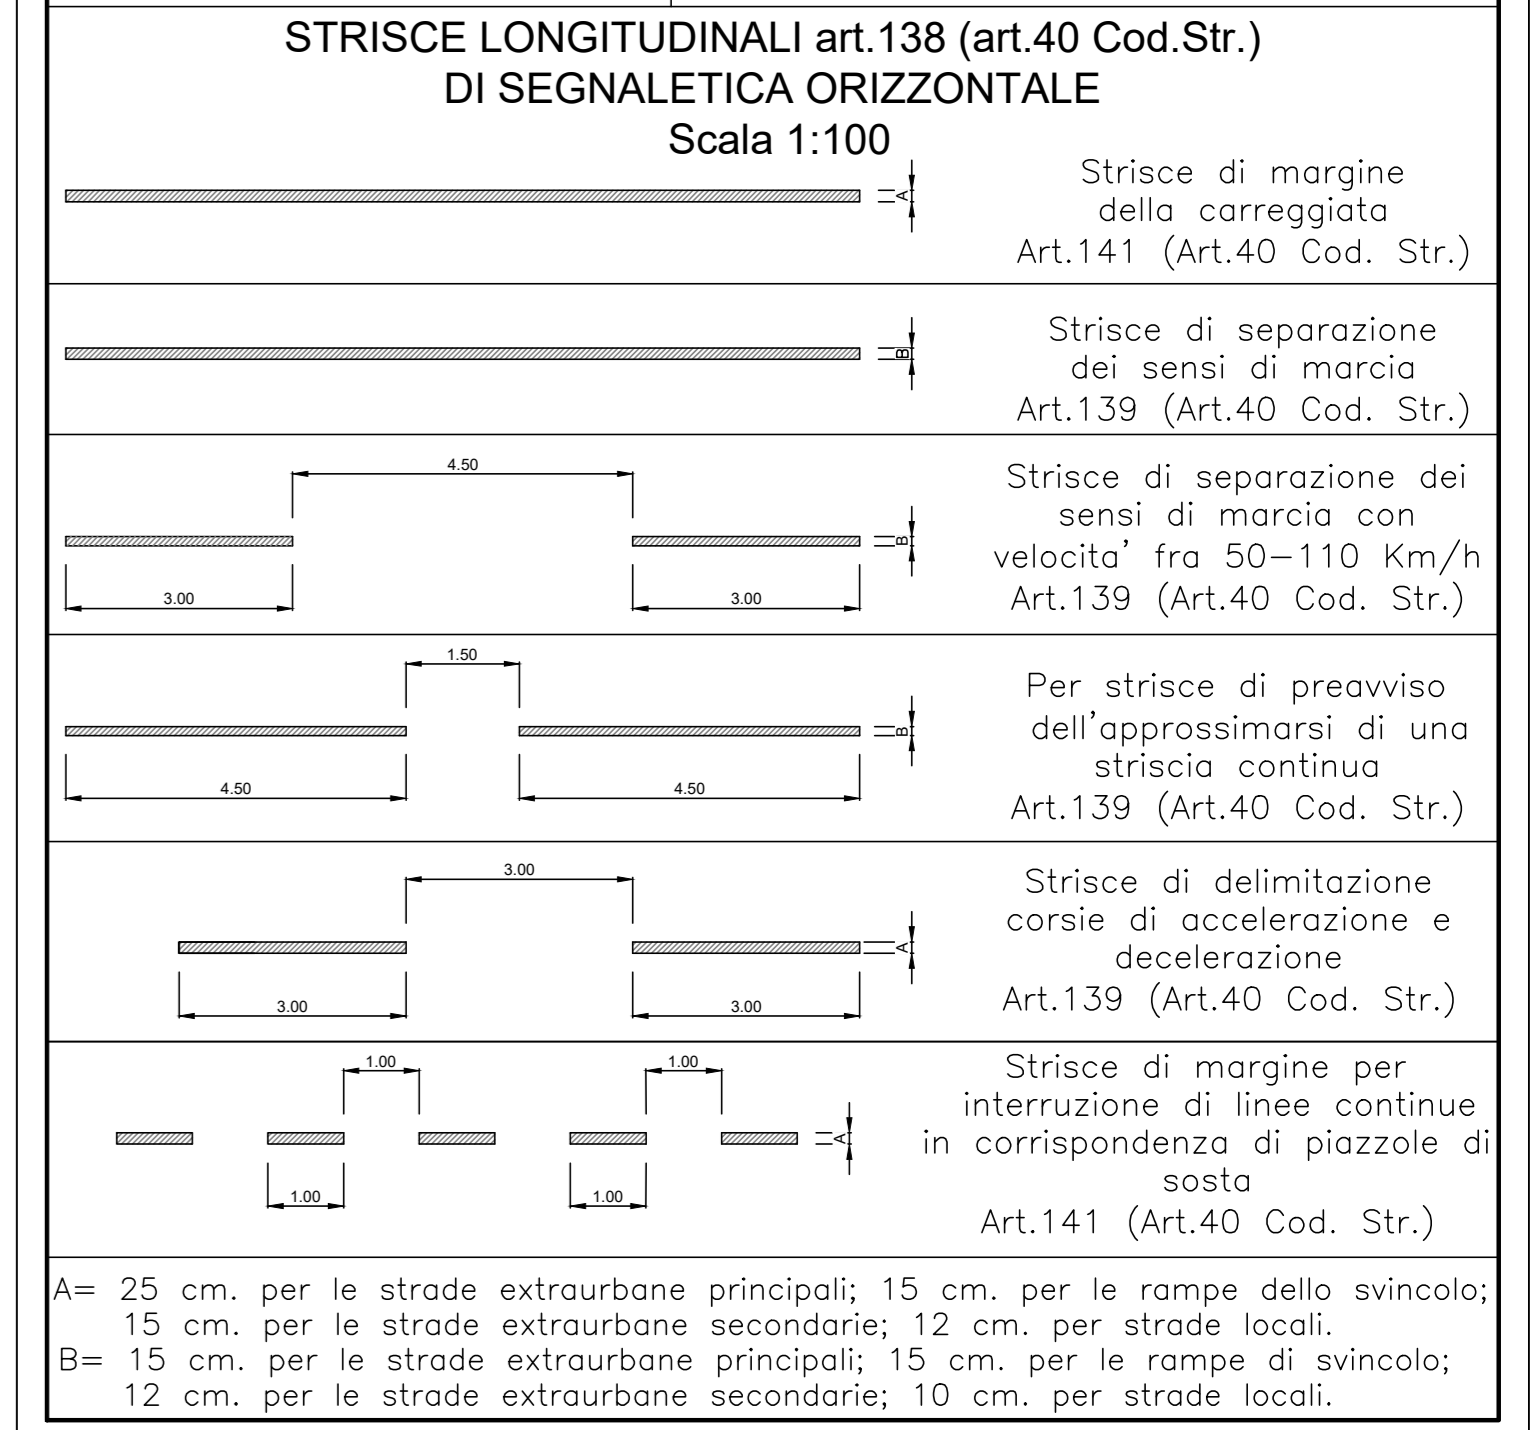 STRISCE LONGITUDINALI art.138 (art.40 Cod.Str.)
DI SEGNALETICA ORIZZONTALE
Scala 1:100
A
Strisce di margine
della carreggiata
Art.141 (Art.40 Cod. Str.)
B
Strisce di separazione
dei sensi di marcia
Art.139 (Art.40 Cod. Str.)
4.50
B
3.00
3.00
Strisce di separazione dei
sensi di marcia con
velocita' fra 50-110 Km/h
Art.139 (Art.40 Cod. Str.)
1.50
B
4.50
4.50
Per strisce di preavviso
dell'approssimarsi di una
striscia continua
Art.139 (Art.40 Cod. Str.)
3.00
A
3.00
3.00
Strisce di delimitazione
corsie di accelerazione e
decelerazione
Art.139 (Art.40 Cod. Str.)
1.00
1.00
A
1.00
1.00
Strisce di margine per
interruzione di linee continue
in corrispondenza di piazzole di
sosta
Art.141 (Art.40 Cod. Str.)
A= 25 cm. per le strade extraurbane principali; 15 cm. per le rampe dello svincolo;
15 cm. per le strade extraurbane secondarie; 12 cm. per strade locali.
B= 15 cm. per le strade extraurbane principali; 15 cm. per le rampe di svincolo;
12 cm. per le strade extraurbane secondarie; 10 cm. per strade locali.